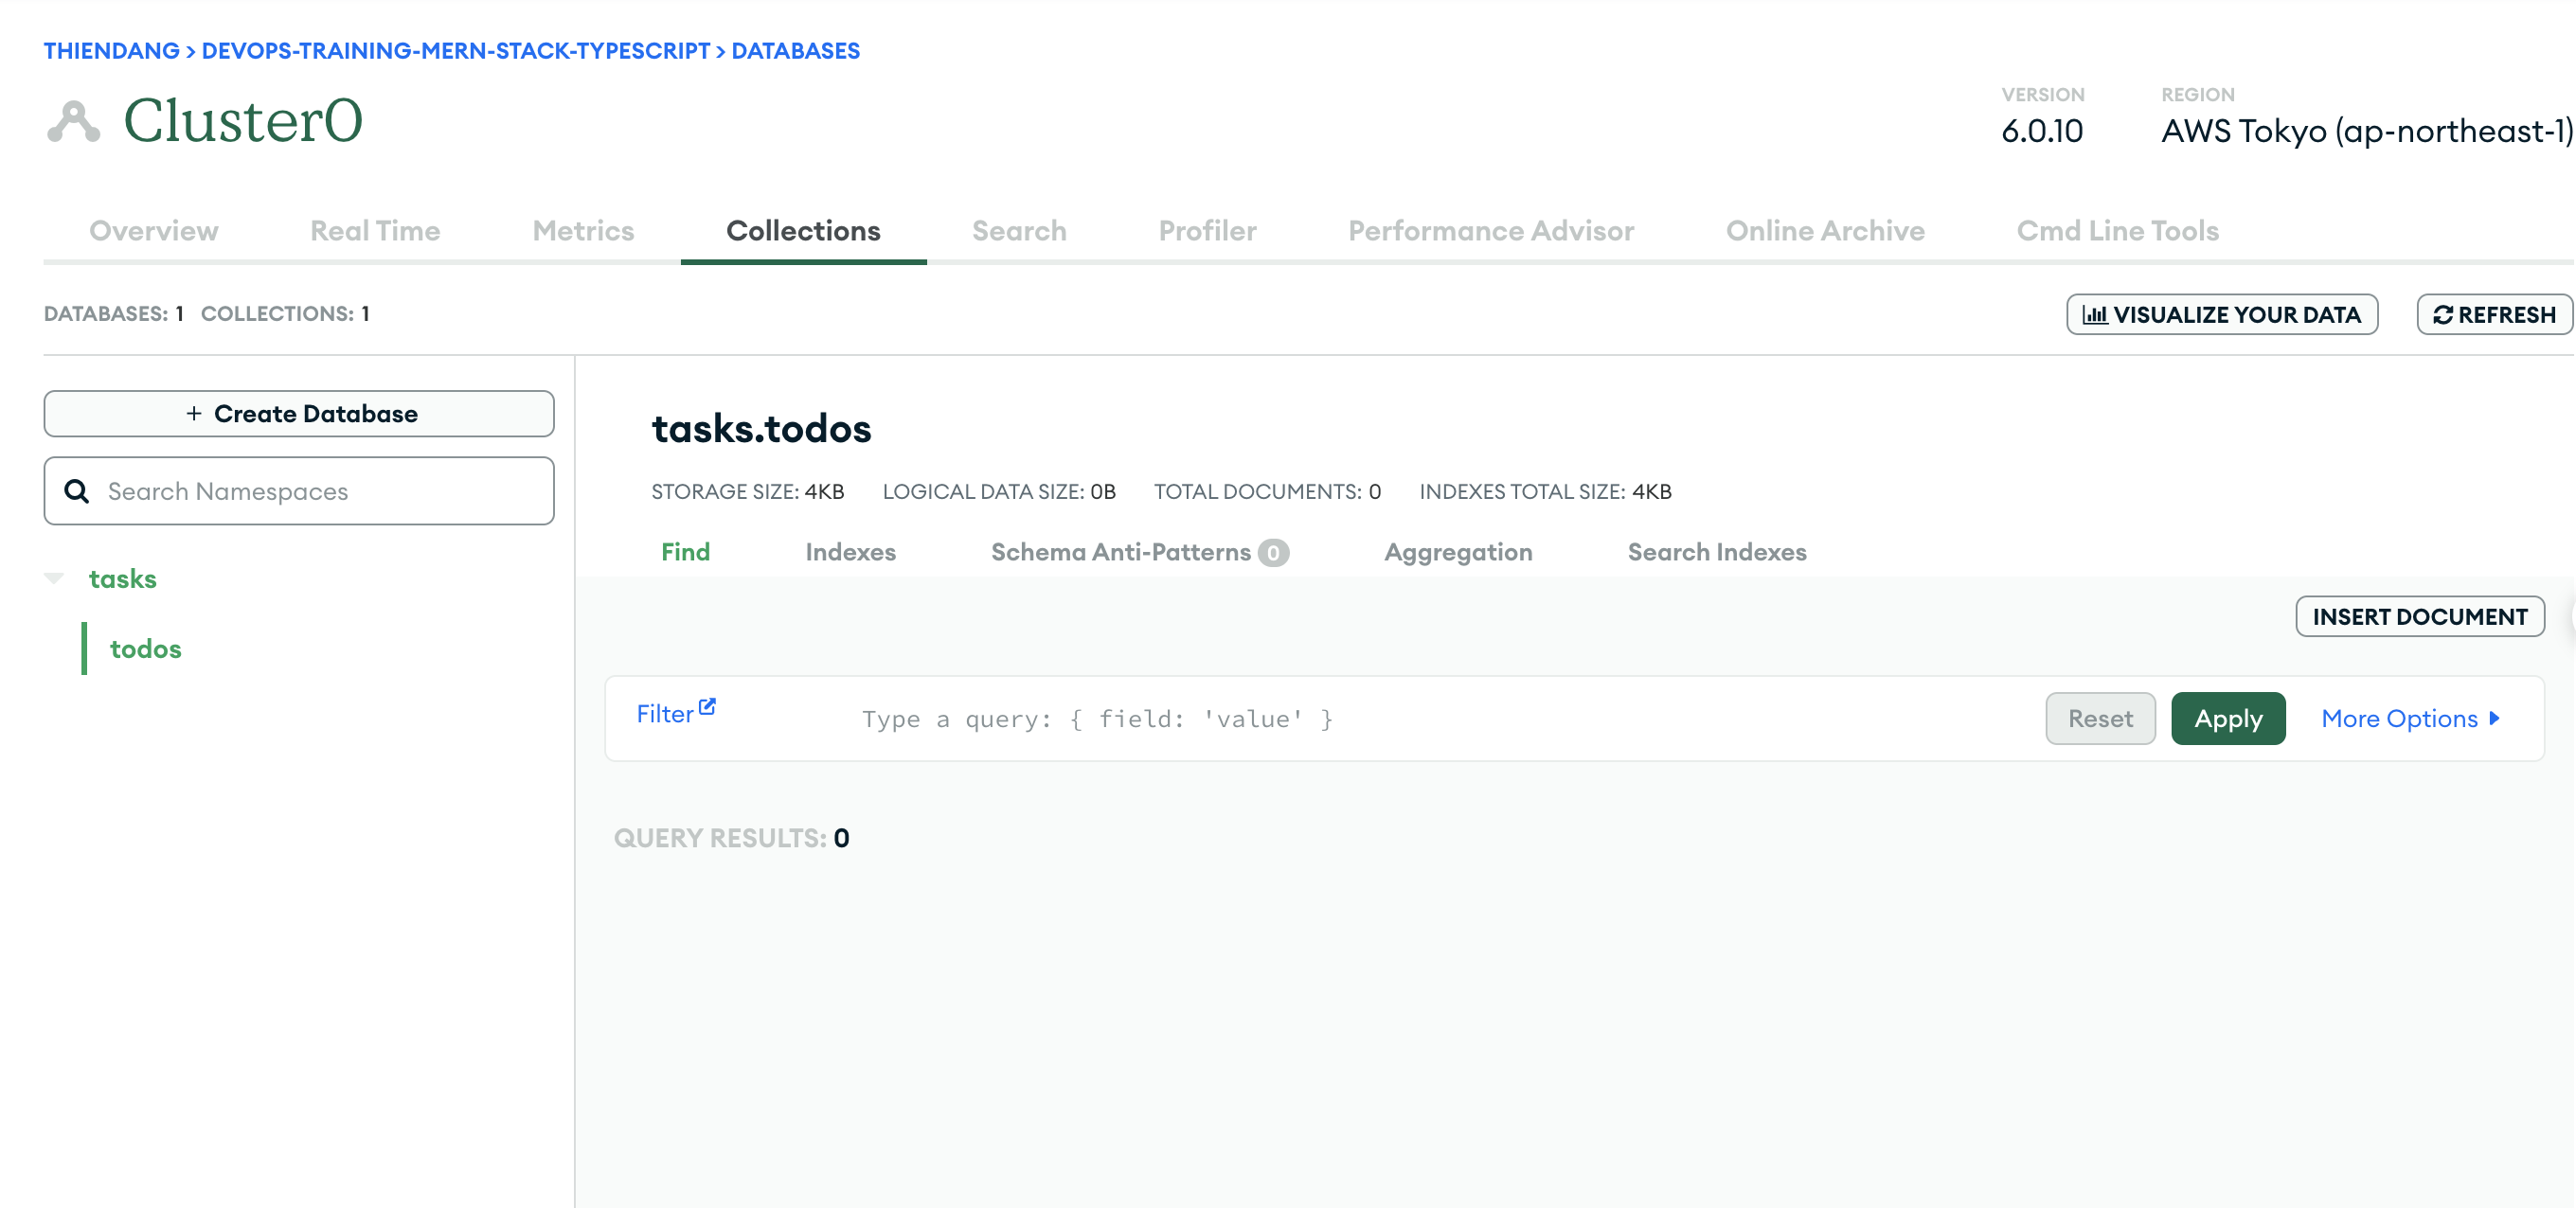 THIENDANG > DEVOPS-TRAINING-MERN-STACK-TYPESCRIPT > DATABASES
Cluster0
VERSION
6.0.10
REGION
AWS Tokyo (ap-northeast-1)
Overview Real Time Metrics Collections Search Profiler Performance Advisor Online Archive Cmd Line Tools
DATABASES: 1 COLLECTIONS: 1
VISUALIZE YOUR DATA
REFRESH
+ Create Database
Search Namespaces
tasks
todos
tasks.todos
STORAGE SIZE: 4KB LOGICAL DATA SIZE: 0B TOTAL DOCUMENTS: 0 INDEXES TOTAL SIZE: 4KB
Find Indexes Schema Anti-Patterns 0 Aggregation Search Indexes
INSERT DOCUMENT
Filter Type a query: { field: 'value' } Reset Apply More Options
QUERY RESULTS: 0